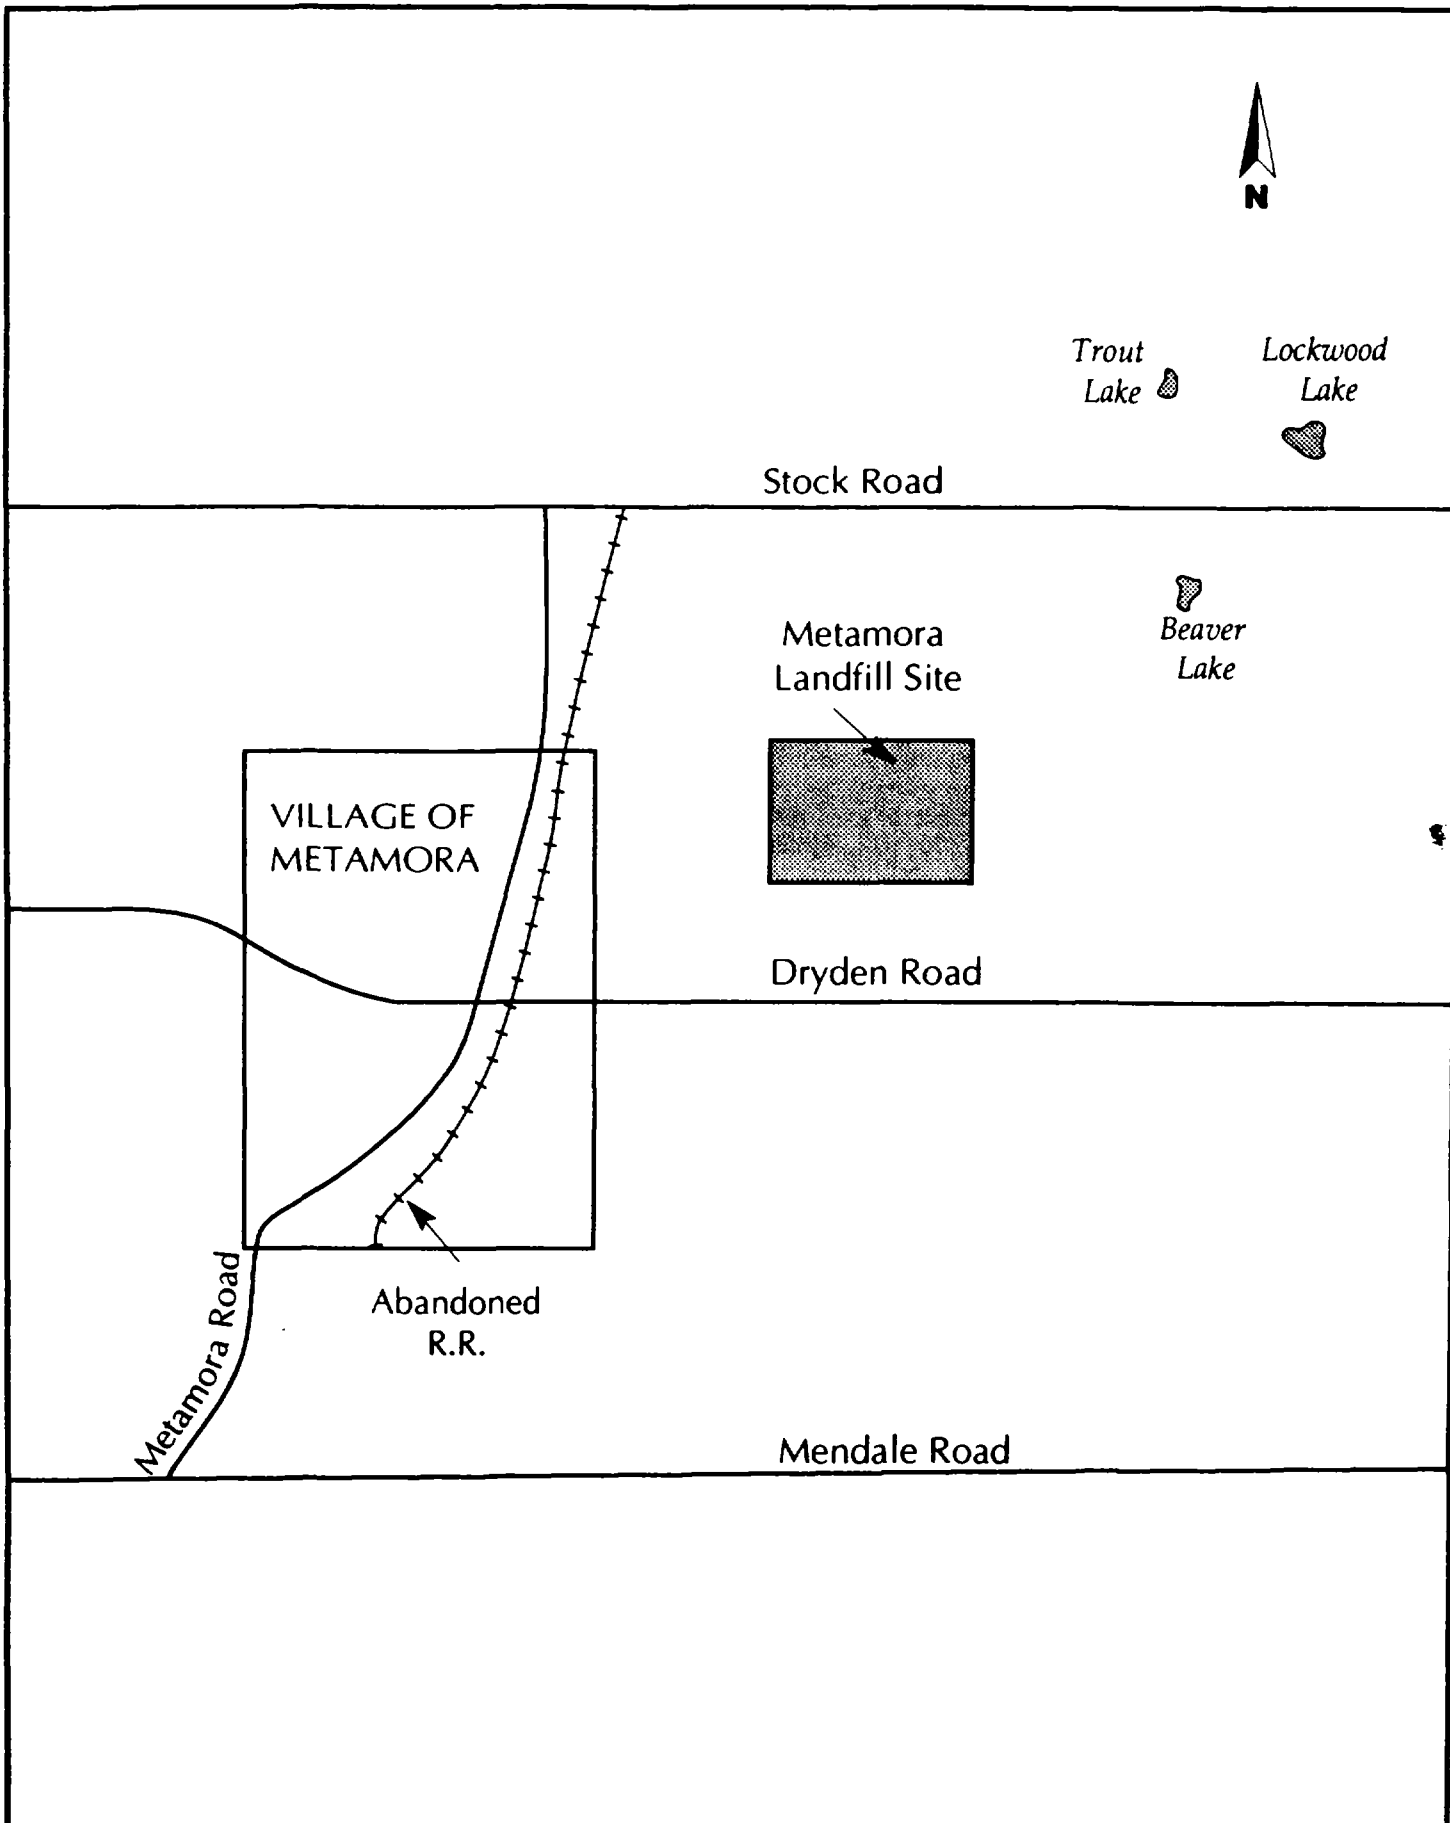 N
Trout
Lake
Lockwood
Lake
Stock Road
Beaver
Lake
Metamora
Landfill Site
VILLAGE OF
METAMORA
Dryden Road
Abandoned
R.R.
Metamora Road
Mendale Road